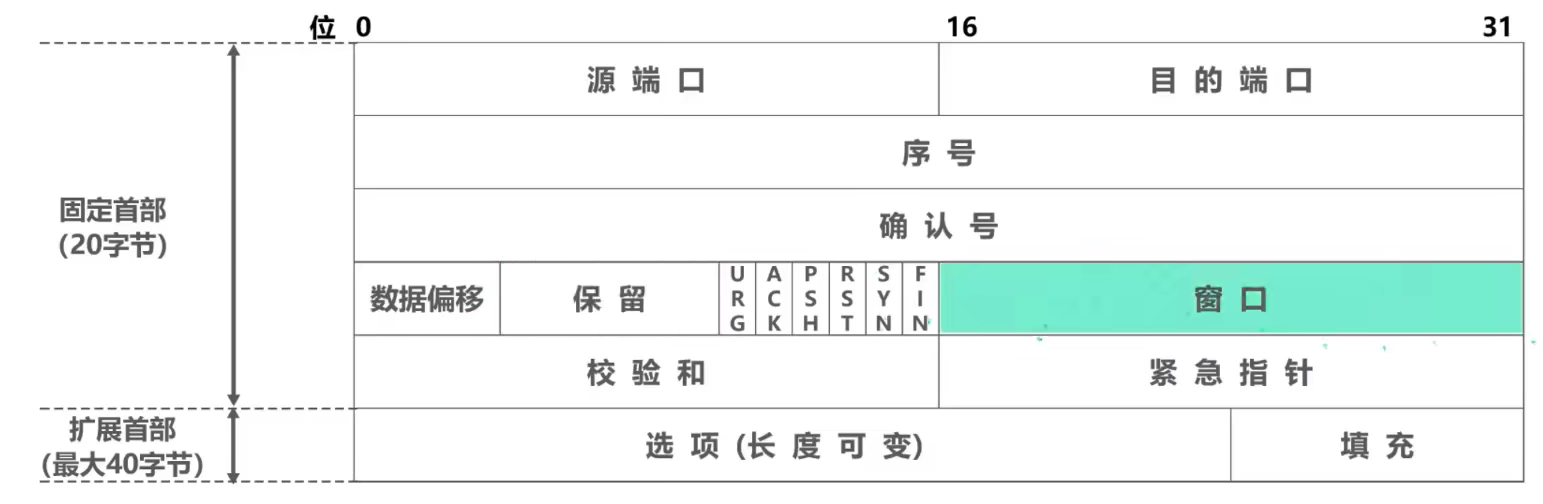 位 0 16 31
源端口 目的端口
序号
确认号
固定首部
(20字节)
数据偏移 保留 URG ACK PSH RST SYN FIN 窗口
校验和 紧急指针
扩展首部
(最大40字节)
选项(长度可变) 填充